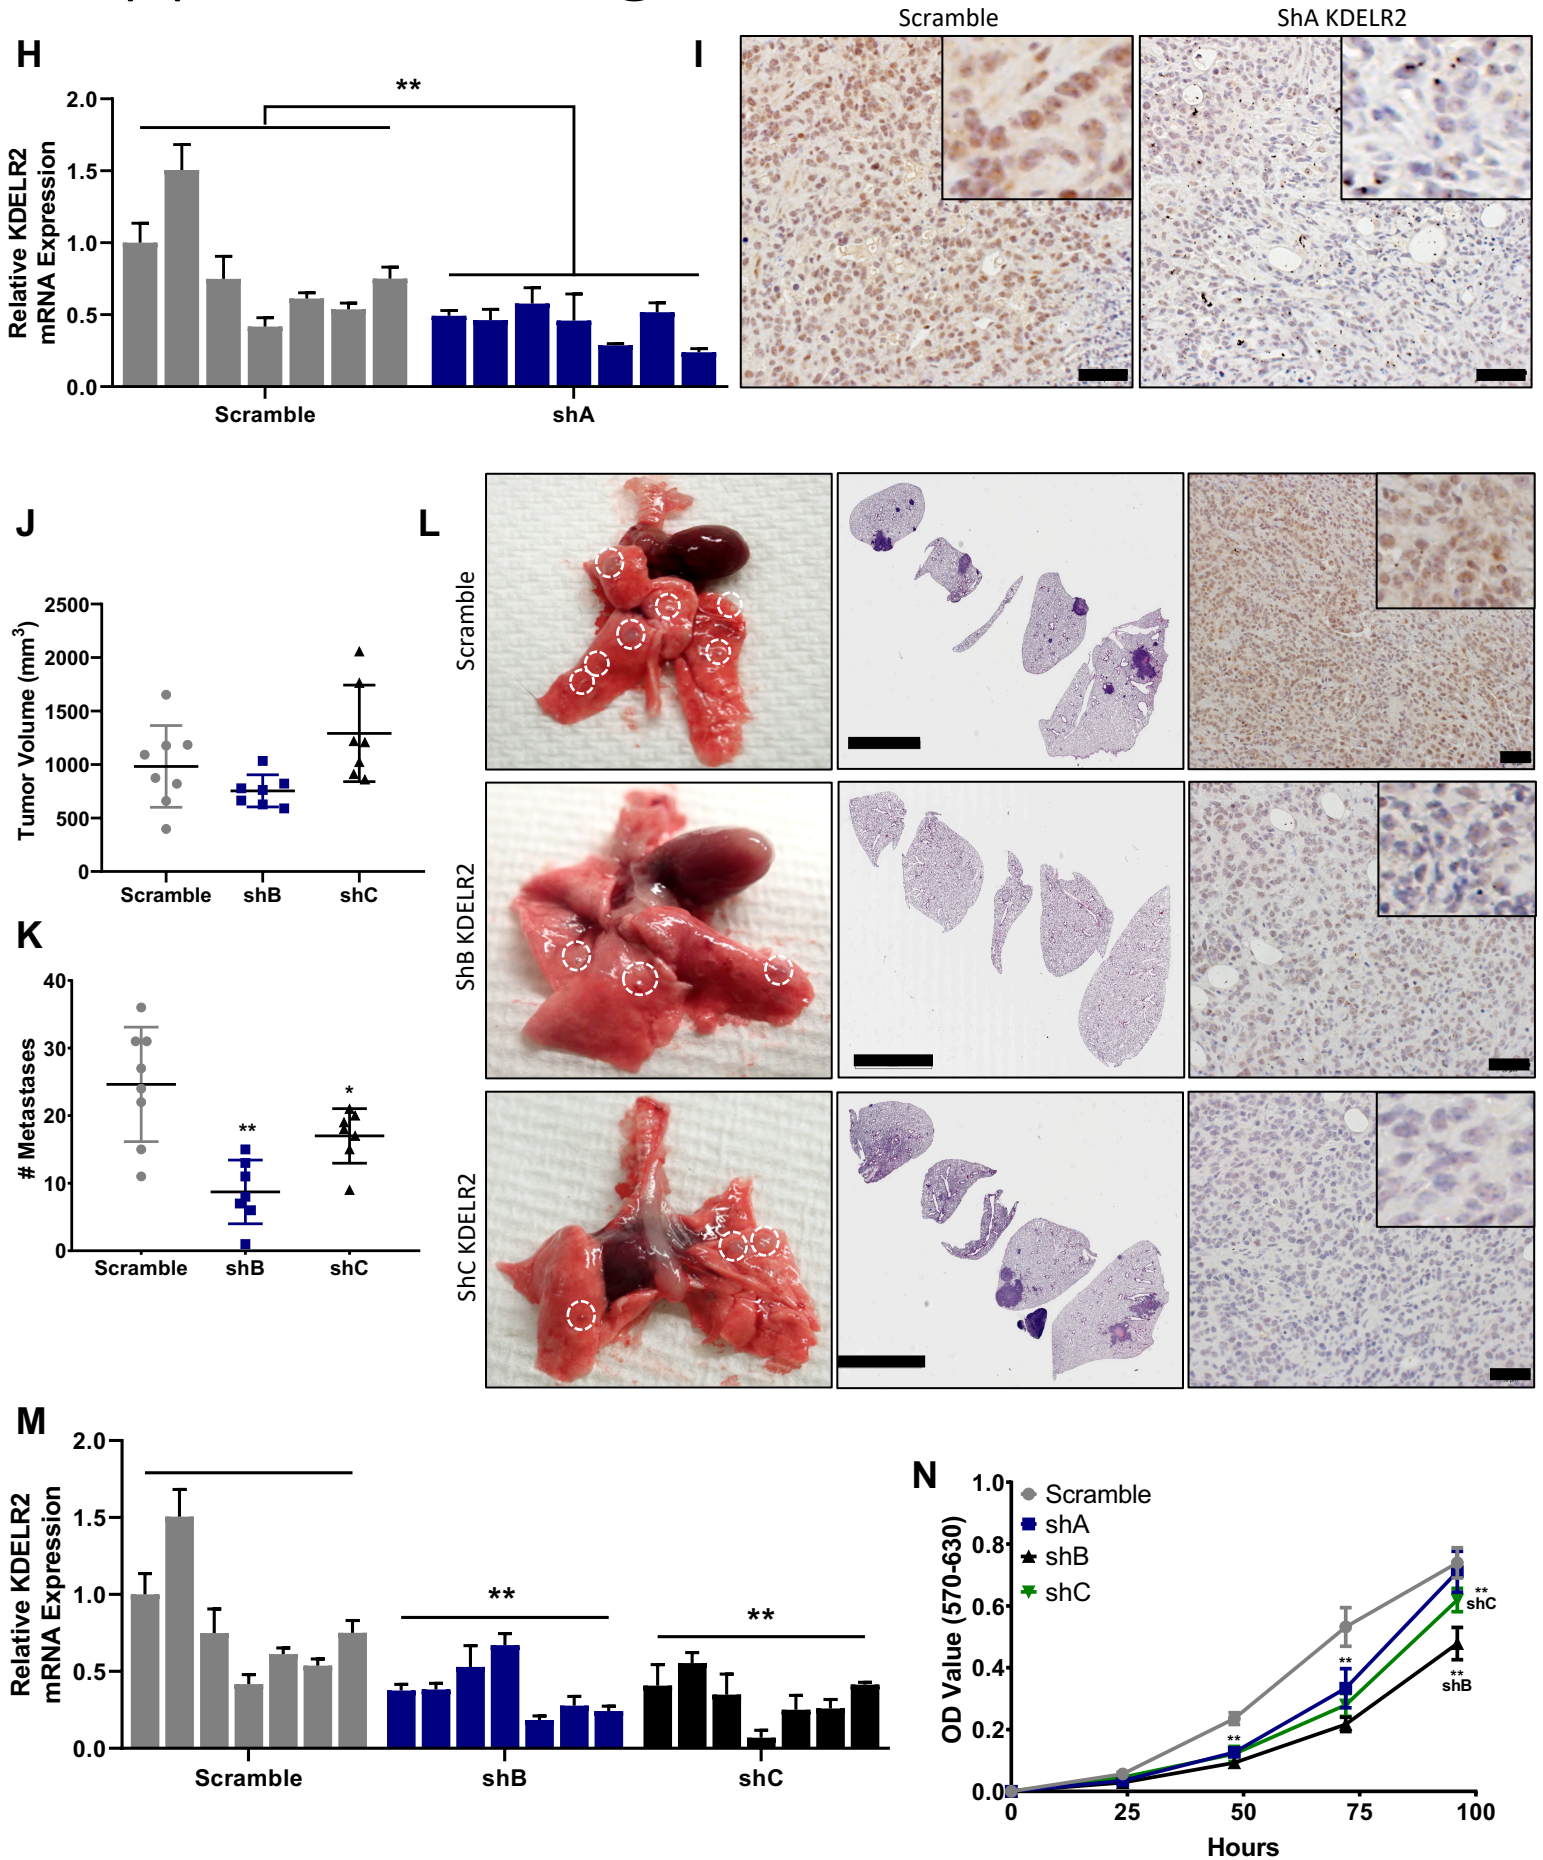 Scramble
ShA KDELR2
H
I
**
2.0
1.5
1.0
0.5
0.0
Relative KDELR2
mRNA Expression
Scramble
shA
J
L
2500
2000
1500
1000
500
0
Tumor Volume (mm³)
Scramble
shB
shC
Scramble
ShB KDELR2
ShC KDELR2
K
40
30
20
10
0
# Metastases
**
*
Scramble
shB
shC
M
2.0
1.5
1.0
0.5
0.0
Relative KDELR2
mRNA Expression
**
**
Scramble
shB
shC
N
1.0
0.8
0.6
0.4
0.2
0.0
OD Value (570-630)
Scramble
shA
shB
shC
**
**
**
shC
**
shB
0
25
50
75
100
Hours